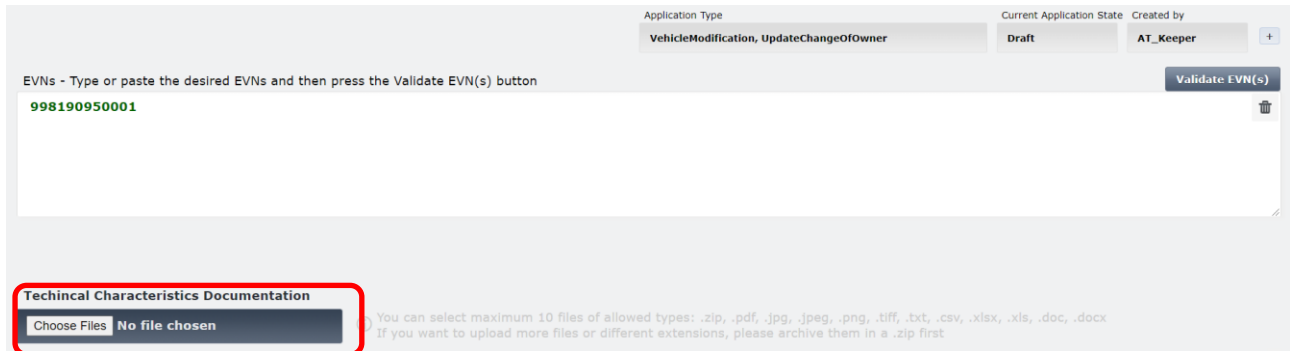 Application Type
Current Application State
Created by
VehicleModification, UpdateChangeOfOwner
Draft
AT_Keeper
+
EVNs - Type or paste the desired EVNs and then press the Validate EVN(s) button
Validate EVN(s)
998190950001
Techincal Characteristics Documentation
Choose Files No file chosen
You can select maximum 10 files of allowed types: .zip, .pdf, .jpg, .jpeg, .png, .tiff, .txt, .csv, .xlsx, .xls, .doc, .docx
If you want to upload more files or different extensions, please archive them in a .zip first